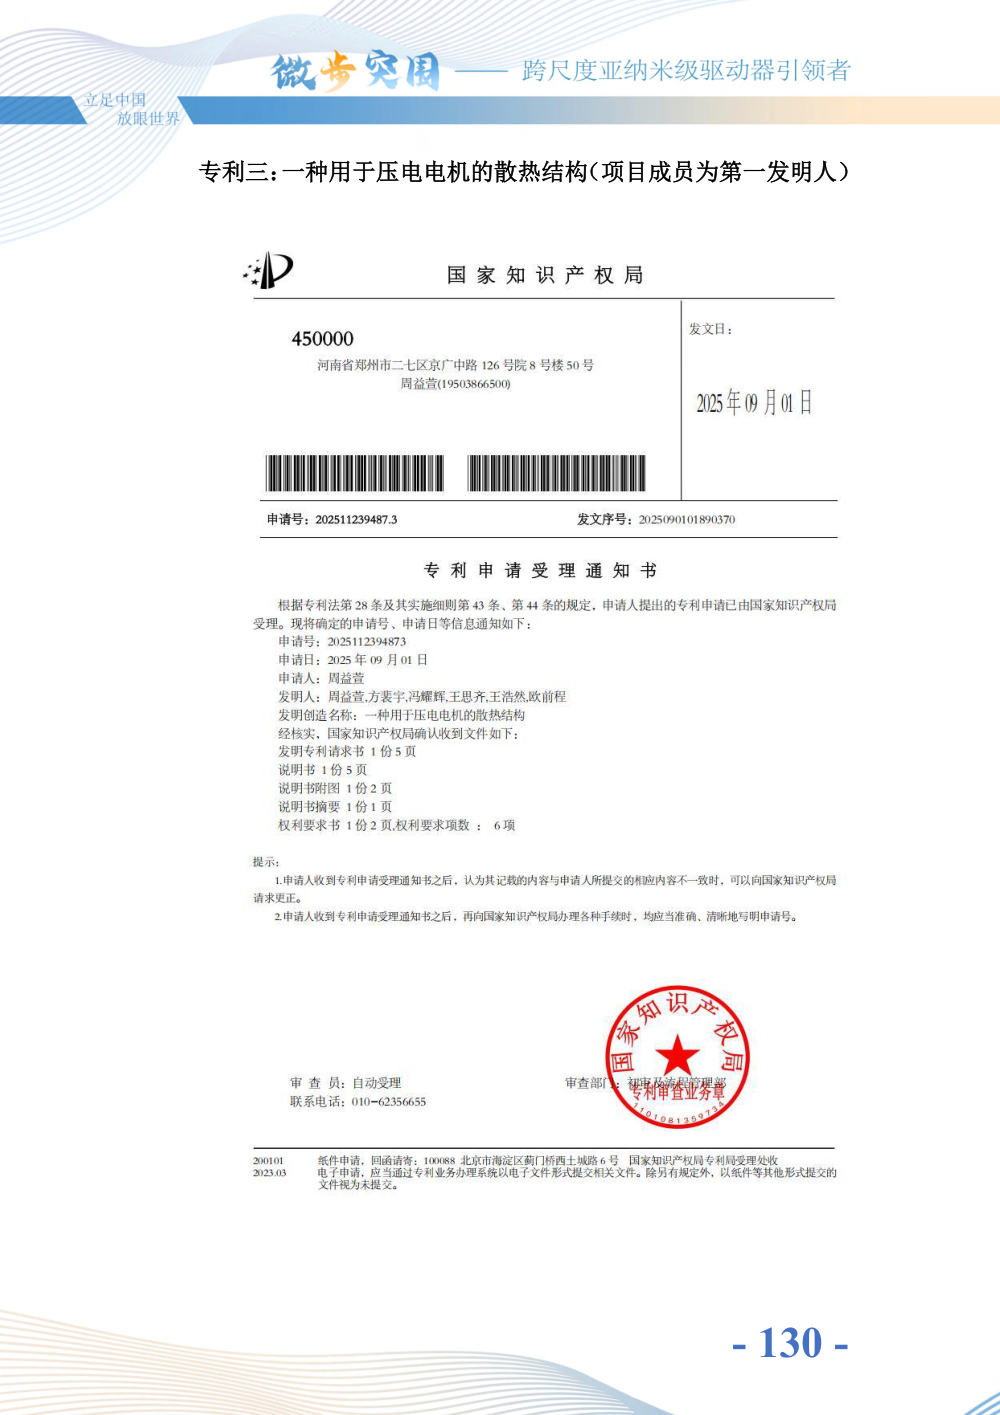 微步突围 —— 跨尺度亚纳米级驱动器引领者
立足中国
放眼世界
专利三：一种用于压电电机的散热结构（项目成员为第一发明人）
国家知识产权局
450000
河南省郑州市二七区京广中路 126 号院 8 号楼 50 号
周益萱(19503866500)
发文日：
2025 年 09 月 01 日
申请号：202511239487.3
发文序号：2025090101890370
专利申请受理通知书
根据专利法第 28 条及其实施细则第 43 条、第 44 条的规定，申请人提出的专利申请已由国家知识产权局
受理。现将确定的申请号、申请日等信息通知如下：
申请号：2025112394873
申请日：2025 年 09 月 01 日
申请人：周益萱
发明人：周益萱,方裴宇,冯耀辉,王思齐,王浩然,欧前程
发明创造名称：一种用于压电电机的散热结构
经核实，国家知识产权局确认收到文件如下：
发明专利请求书 1 份 5 页
说明书 1 份 5 页
说明书附图 1 份 2 页
说明书摘要 1 份 1 页
权利要求书 1 份 2 页,权利要求项数 ： 6 项
提示：
1.申请人收到专利申请受理通知书之后，认为其记载的内容与申请人所提交的相应内容不一致时，可以向国家知识产权局
请求更正。
2.申请人收到专利申请受理通知书之后，再向国家知识产权局办理各种手续时，均应当准确、清晰地写明申请号。
国家知识产权局
审 查 员：自动受理
审查部门：初审及流程管理部
专利审查业务章
联系电话：010-62356655
1101081359734
200101 纸件申请，回函请寄：100088 北京市海淀区蓟门桥西土城路 6 号 国家知识产权局专利局受理处收
2023.03 电子申请，应当通过专利业务办理系统以电子文件形式提交相关文件。除另有规定外，以纸件等其他形式提交的
文件视为未提交。
- 130 -